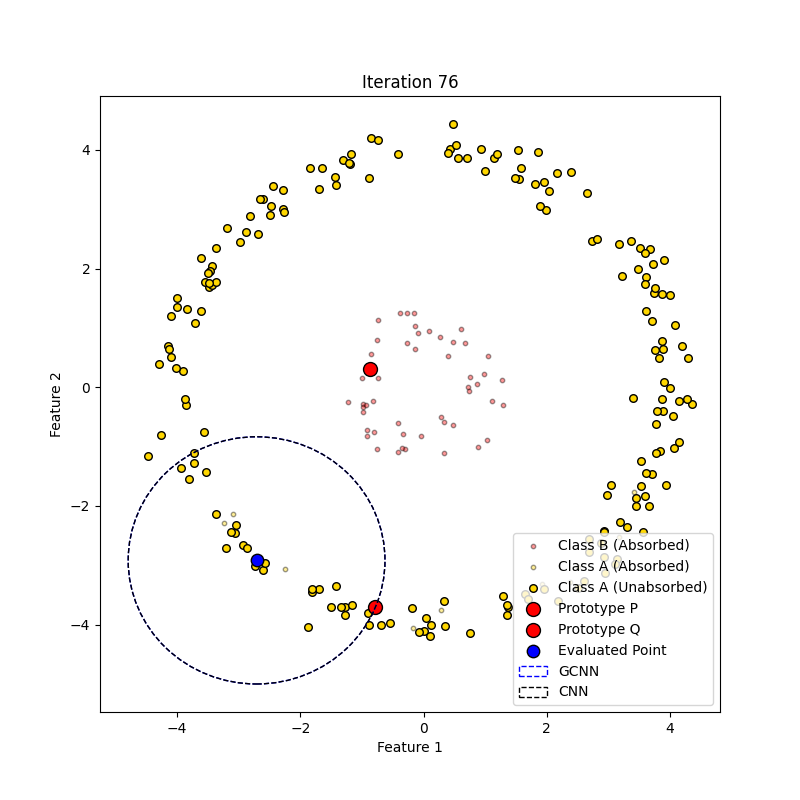 Iteration 76
4
2
0
−2
−4
Feature 2
−4
−2
0
2
4
Feature 1
Class B (Absorbed)
Class A (Absorbed)
Class A (Unabsorbed)
Prototype P
Prototype Q
Evaluated Point
GCNN
CNN